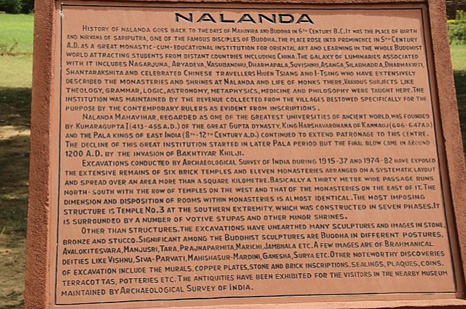 NALANDA
HISTORY OF NALANDA GOES BACK TO THE DAYS OF MAHAVIRA AND BUDDHA IN 6TH CENTURY B.C. IT WAS THE PLACE OF BIRTH
AND NIRVANA OF SARIPUTRA, ONE OF THE FAMOUS DISCIPLES OF BUDDHA. THE PLACE ROSE INTO PROMINENCE IN 5TH CENTURY
A.D. AS A GREAT MONASTIC-CUM-EDUCATIONAL INSTITUTION FOR ORIENTAL ART AND LEARNING IN THE WHOLE BUDDHIST
WORLD ATTRACTING STUDENTS FROM DISTANT COUNTRIES INCLUDING CHINA. THE GALAXY OF LUMINARIES ASSOCIATED
WITH IT INCLUDES NAGARJUNA, ARYADEVA, VASUBANDHU, DHARMAPALA, SUVISHNU, ASANGA, SILABHADRA, DHARMAKIRTI,
SHANTARAKSHITA AND CELEBRATED CHINESE TRAVELLERS HIUEN TSIANG AND I-TSING WHO HAVE EXTENSIVELY
DESCRIBED THE MONASTERIES AND SHRINES AT NALANDA AND LIFE OF MONKS THERE. VARIOUS SUBJECTS LIKE
THEOLOGY, GRAMMAR, LOGIC, ASTRONOMY, METAPHYSICS, MEDICINE AND PHILOSOPHY WERE TAUGHT HERE. THE
INSTITUTION WAS MAINTAINED BY THE REVENUE COLLECTED FROM THE VILLAGES BESTOWED SPECIFICALLY FOR THE
PURPOSE BY THE CONTEMPORARY RULERS AS EVIDENT FROM INSCRIPTIONS.
NALANDA MAHAVIHAR, REGARDED AS ONE OF THE GREATEST UNIVERSITIES OF ANCIENT WORLD, WAS FOUNDED
BY KUMARAGUPTA I (413-455 A.D.) OF THE GREAT GUPTA DYNASTY. KING HARSHAVARDHANA OF KANNAUJ (606-647 A.D.)
AND THE PALA KINGS OF EAST INDIA (8TH-12TH CENTURY A.D.) CONTINUED TO EXTEND PATRONAGE TO THIS CENTRE.
THE DECLINE OF THIS GREAT INSTITUTION STARTED IN LATER PALA PERIOD BUT THE FINAL BLOW CAME IN AROUND
1200 A.D. BY THE INVASION OF BAKHTIYAR KHILJI.
EXCAVATIONS CONDUCTED BY ARCHAEOLOGICAL SURVEY OF INDIA DURING 1915-37 AND 1974-82 HAVE EXPOSED
THE EXTENSIVE REMAINS OF SIX BRICK TEMPLES AND ELEVEN MONASTERIES ARRANGED ON A SYSTEMATIC LAYOUT
AND SPREAD OVER AN AREA MORE THAN A SQUARE KILOMETRE. BASICALLY A THIRTY METER WIDE PASSAGE RUNS
NORTH-SOUTH WITH THE ROW OF TEMPLES ON THE WEST AND THAT OF THE MONASTERIES ON THE EAST OF IT. THE
DIMENSION AND DISPOSITION OF ROOMS WITHIN MONASTERIES IS ALMOST IDENTICAL. THE MOST IMPOSING
STRUCTURE IS TEMPLE NO.3 AT THE SOUTHERN EXTREMITY, WHICH WAS CONSTRUCTED IN SEVEN PHASES. IT
IS SURROUNDED BY A NUMBER OF VOTIVE STUPAS AND OTHER MINOR SHRINES.
OTHER THAN STRUCTURES, THE EXCAVATIONS HAVE UNEARTHED MANY SCULPTURES AND IMAGES IN STONE,
BRONZE AND STUCCO. SIGNIFICANT AMONG THE BUDDHIST SCULPTURES ARE BUDDHA IN DIFFERENT POSTURES,
AVALOKITESVARA, MANJUSRI, TARA, PRAJNAPARMITA, MARICHI, JAMBHALA ETC. A FEW IMAGES ARE OF BRAHMANICAL
DEITIES LIKE VISHNU, SIVA-PARVATI, MAHISHASUR-MARDINI, GANESHA, SURYA ETC. OTHER NOTEWORTHY DISCOVERIES
OF EXCAVATION INCLUDE THE MURALS, COPPER PLATES, STONE AND BRICK INSCRIPTIONS, SEALINGS, PLAQUES, COINS,
TERRACOTTAS, POTTERIES ETC. THE ANTIQUITIES HAVE BEEN EXHIBITED FOR THE VISITORS IN THE NEARBY MUSEUM
MAINTAINED BY ARCHAEOLOGICAL SURVEY OF INDIA.